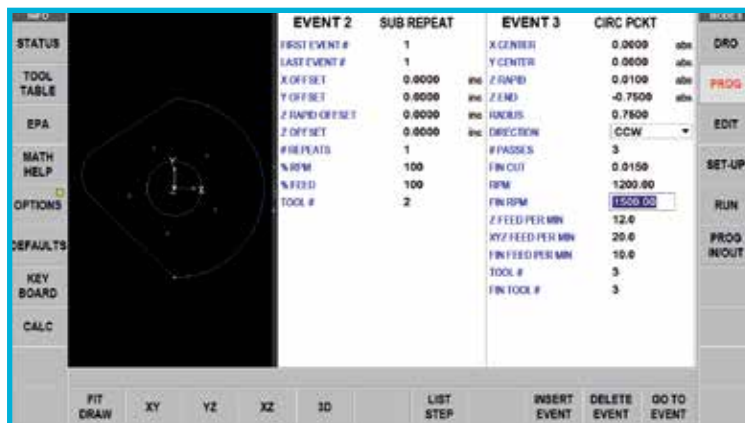 INFO
STATUS
TOOL TABLE
EPA
MATH HELP
OPTIONS
DEFAULTS
KEY BOARD
CALC
Y
X
EVENT 2 SUB REPEAT
FIRST EVENT # 1
LAST EVENT # 1
X OFFSET 0.0000 inc
Y OFFSET 0.0000 inc
Z RAPID OFFSET 0.0000 inc
Z OFFSET 0.0000 inc
# REPEATS 1
% RPM 100
% FEED 100
TOOL # 2
EVENT 3 CIRC PCKT
X CENTER 0.0000 abs
Y CENTER 0.0000 abs
Z RAPID 0.0100 abs
Z END -0.7500 abs
RADIUS 0.7500
DIRECTION CCW
# PASSES 3
FIN CUT 0.0150
RPM 1200.00
FIN RPM 1500.00
Z FEED PER MIN 12.0
XYZ FEED PER MIN 20.0
FIN FEED PER MIN 10.0
TOOL # 3
FIN TOOL # 3
MODES
DRO
PROG
EDIT
SET-UP
RUN
PROG IN/OUT
FIT DRAW
XY
YZ
XZ
3D
LIST STEP
INSERT EVENT
DELETE EVENT
GO TO EVENT